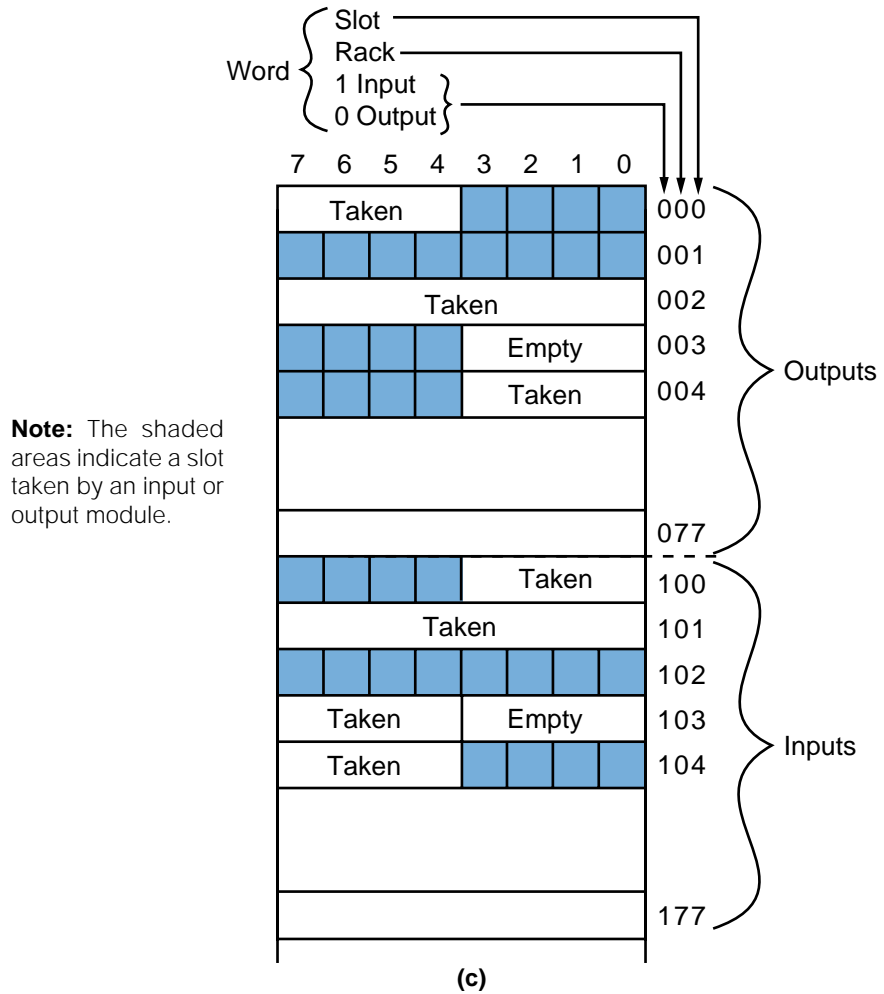 Slot
Rack
Word
1 Input
0 Output
7 6 5 4 3 2 1 0
Taken 000
001
Taken 002
Empty 003
Taken 004
Outputs
Note: The shaded
areas indicate a slot
taken by an input or
output module.
077
Taken 100
Taken 101
102
Taken Empty 103
Taken 104
Inputs
177
(c)